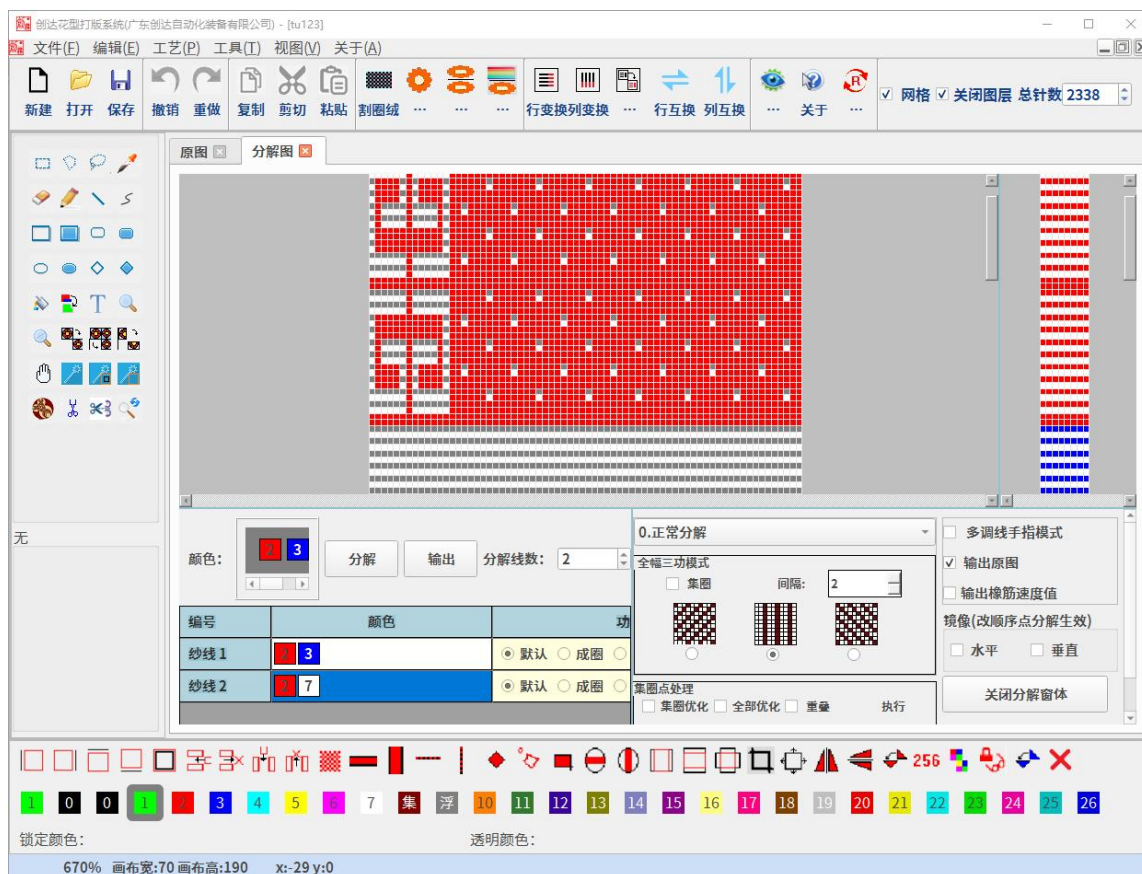 创达花型打版系统(广东创达自动化装备有限公司) - [tu123]
文件(F) 编辑(E) 工艺(P) 工具(T) 视图(V) 关于(A)
新建 打开 保存 撤销 重做 复制 剪切 粘贴 割圈绒 ... ... ... 行变换 列变换 ... 行互换 列互换 ... 关于 ... 网格 关闭图层 总针数 2338
原图 分解图
无
颜色: 2 3 分解 输出 分解线数: 2
编号 颜色 功
纱线1 2 3 默认 成圈
纱线2 2 7 默认 成圈
0.正常分解
全幅三功模式
集圈 间隔: 2
集圈点处理
集圈优化 全部优化 重叠 执行
多调线手指模式
输出原图
输出橡筋速度值
镜像(改顺序点分解生效)
水平 垂直
关闭分解窗体
256
1 0 0 1 2 3 4 5 6 7 集 浮 10 11 12 13 14 15 16 17 18 19 20 21 22 23 24 25 26
锁定颜色: 透明颜色:
670% 画布宽:70 画布高:190 x:-29 y:0